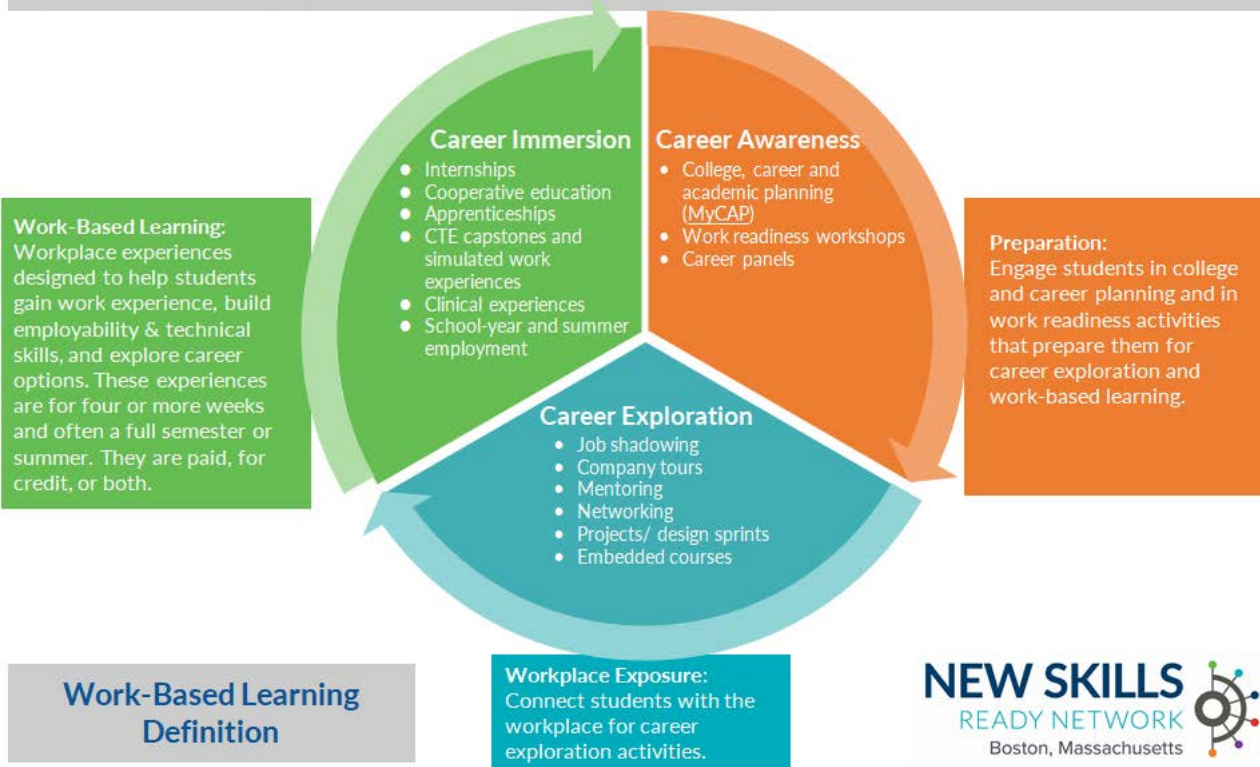 Career Immersion
● Internships
● Cooperative education
● Apprenticeships
● CTE capstones and
simulated work
experiences
● Clinical experiences
● School-year and summer
employment
Career Awareness
• College, career and
academic planning
(MyCAP)
• Work readiness workshops
• Career panels
Work-Based Learning:
Workplace experiences
designed to help students
gain work experience, build
employability & technical
skills, and explore career
options. These experiences
are for four or more weeks
and often a full semester or
summer. They are paid, for
credit, or both.
Preparation:
Engage students in college
and career planning and in
work readiness activities
that prepare them for
career exploration and
work-based learning.
Career Exploration
• Job shadowing
• Company tours
• Mentoring
• Networking
• Projects/ design sprints
• Embedded courses
Work-Based Learning
Definition
Workplace Exposure:
Connect students with the
workplace for career
exploration activities.
NEW SKILLS
READY NETWORK
Boston, Massachusetts